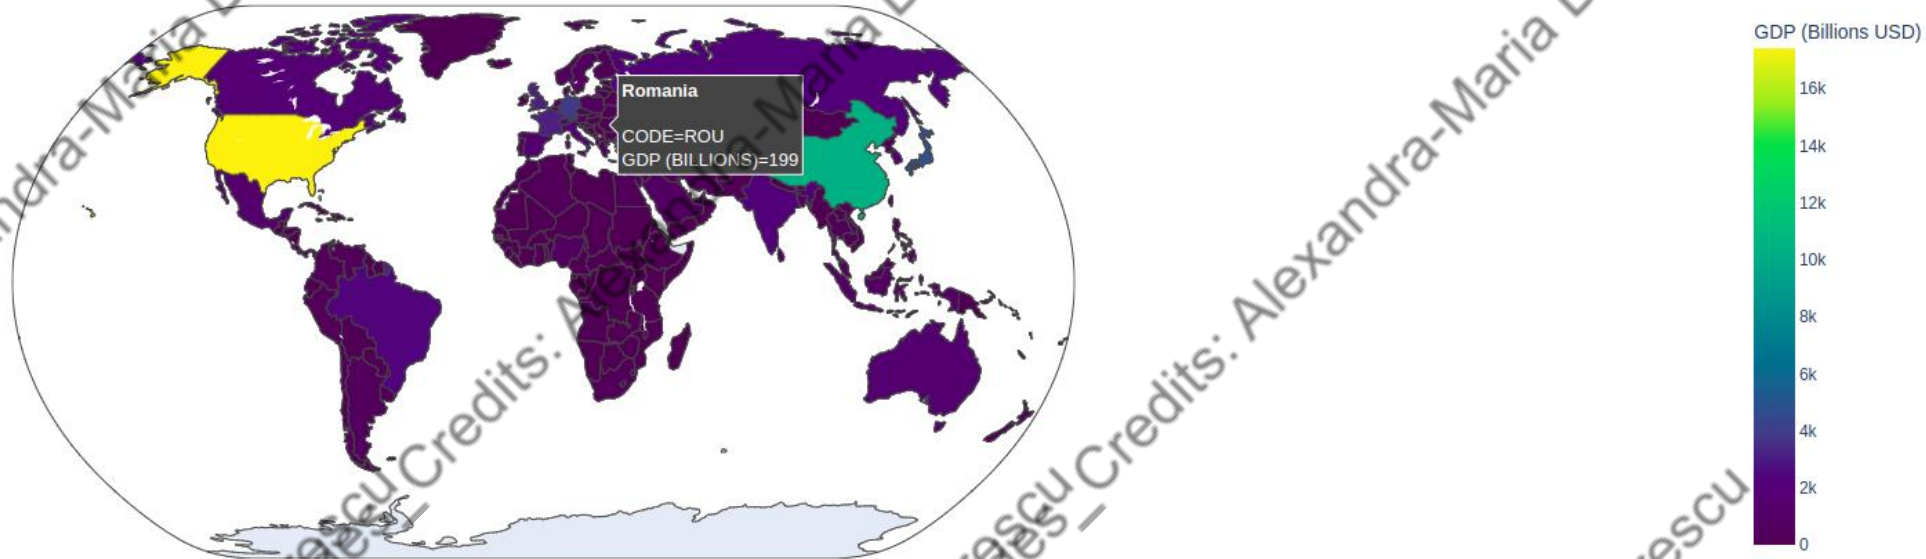 GDP (Billions USD)
Romania
CODE=ROU
GDP (BILLIONS)=199
16k
14k
12k
10k
8k
6k
4k
2k
0
Credits: Alexandra-Maria
Credits: Alexandra-Maria